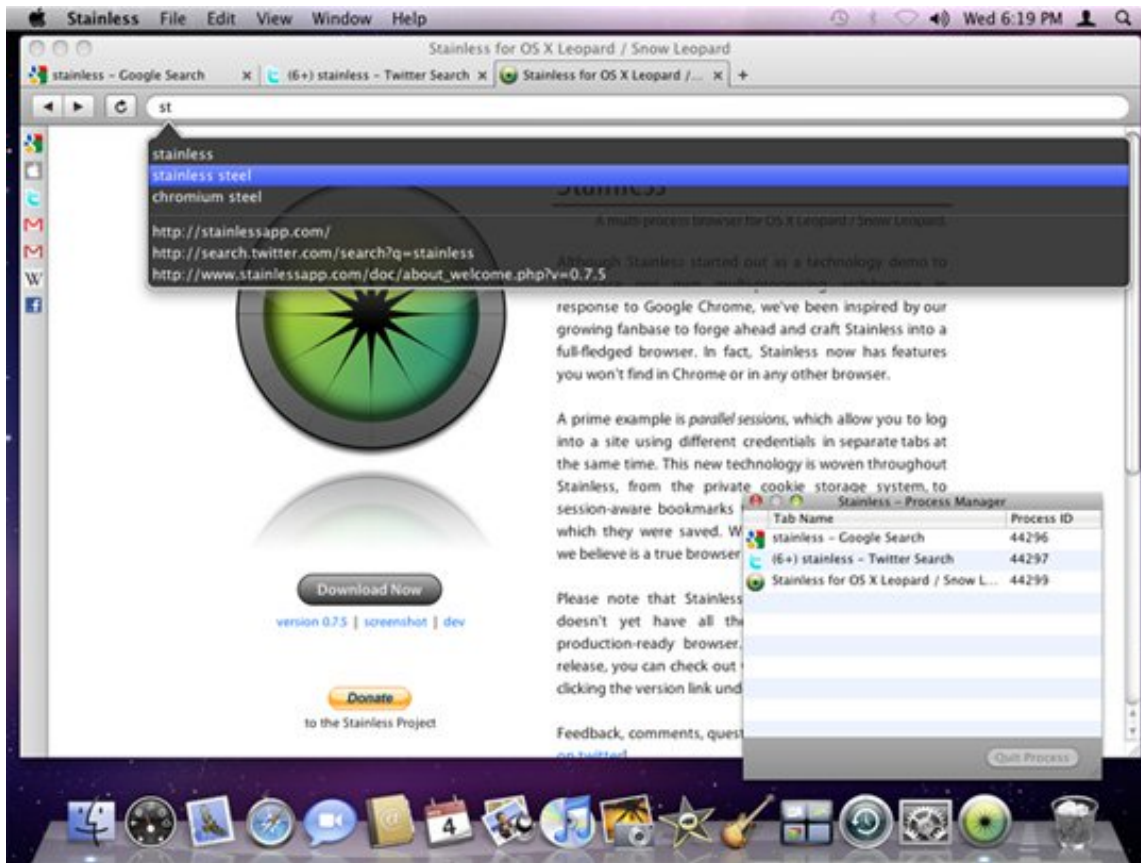 Stainless File Edit View Window Help Wed 6:19 PM
Stainless for OS X Leopard / Snow Leopard
stainless – Google Search
(6+) stainless – Twitter Search
Stainless for OS X Leopard /...
st
stainless
stainless steel
chromium steel
http://stainlessapp.com/
http://search.twitter.com/search?q=stainless
http://www.stainlessapp.com/doc/about_welcome.php?v=0.7.5
Stainless
A multi-process browser for OS X Leopard / Snow Leopard.
Although Stainless started out as a technology demo to
response to Google Chrome, we've been inspired by our
growing fanbase to forge ahead and craft Stainless into a
full-fledged browser. In fact, Stainless now has features
you won't find in Chrome or in any other browser.
A prime example is parallel sessions, which allow you to log
into a site using different credentials in separate tabs at
the same time. This new technology is woven throughout
Stainless, from the private cookie storage system, to
session-aware bookmarks
which they were saved. W
we believe is a true browser
Please note that Stainless
doesn't yet have all the
production-ready browser.
release, you can check out
clicking the version link und
Feedback, comments, quest
on twitter!
Download Now
version 0.7.5 | screenshot | dev
Donate
to the Stainless Project
Stainless – Process Manager
Tab Name Process ID
stainless – Google Search 44296
(6+) stainless – Twitter Search 44297
Stainless for OS X Leopard / Snow L... 44299
Quit Process
4